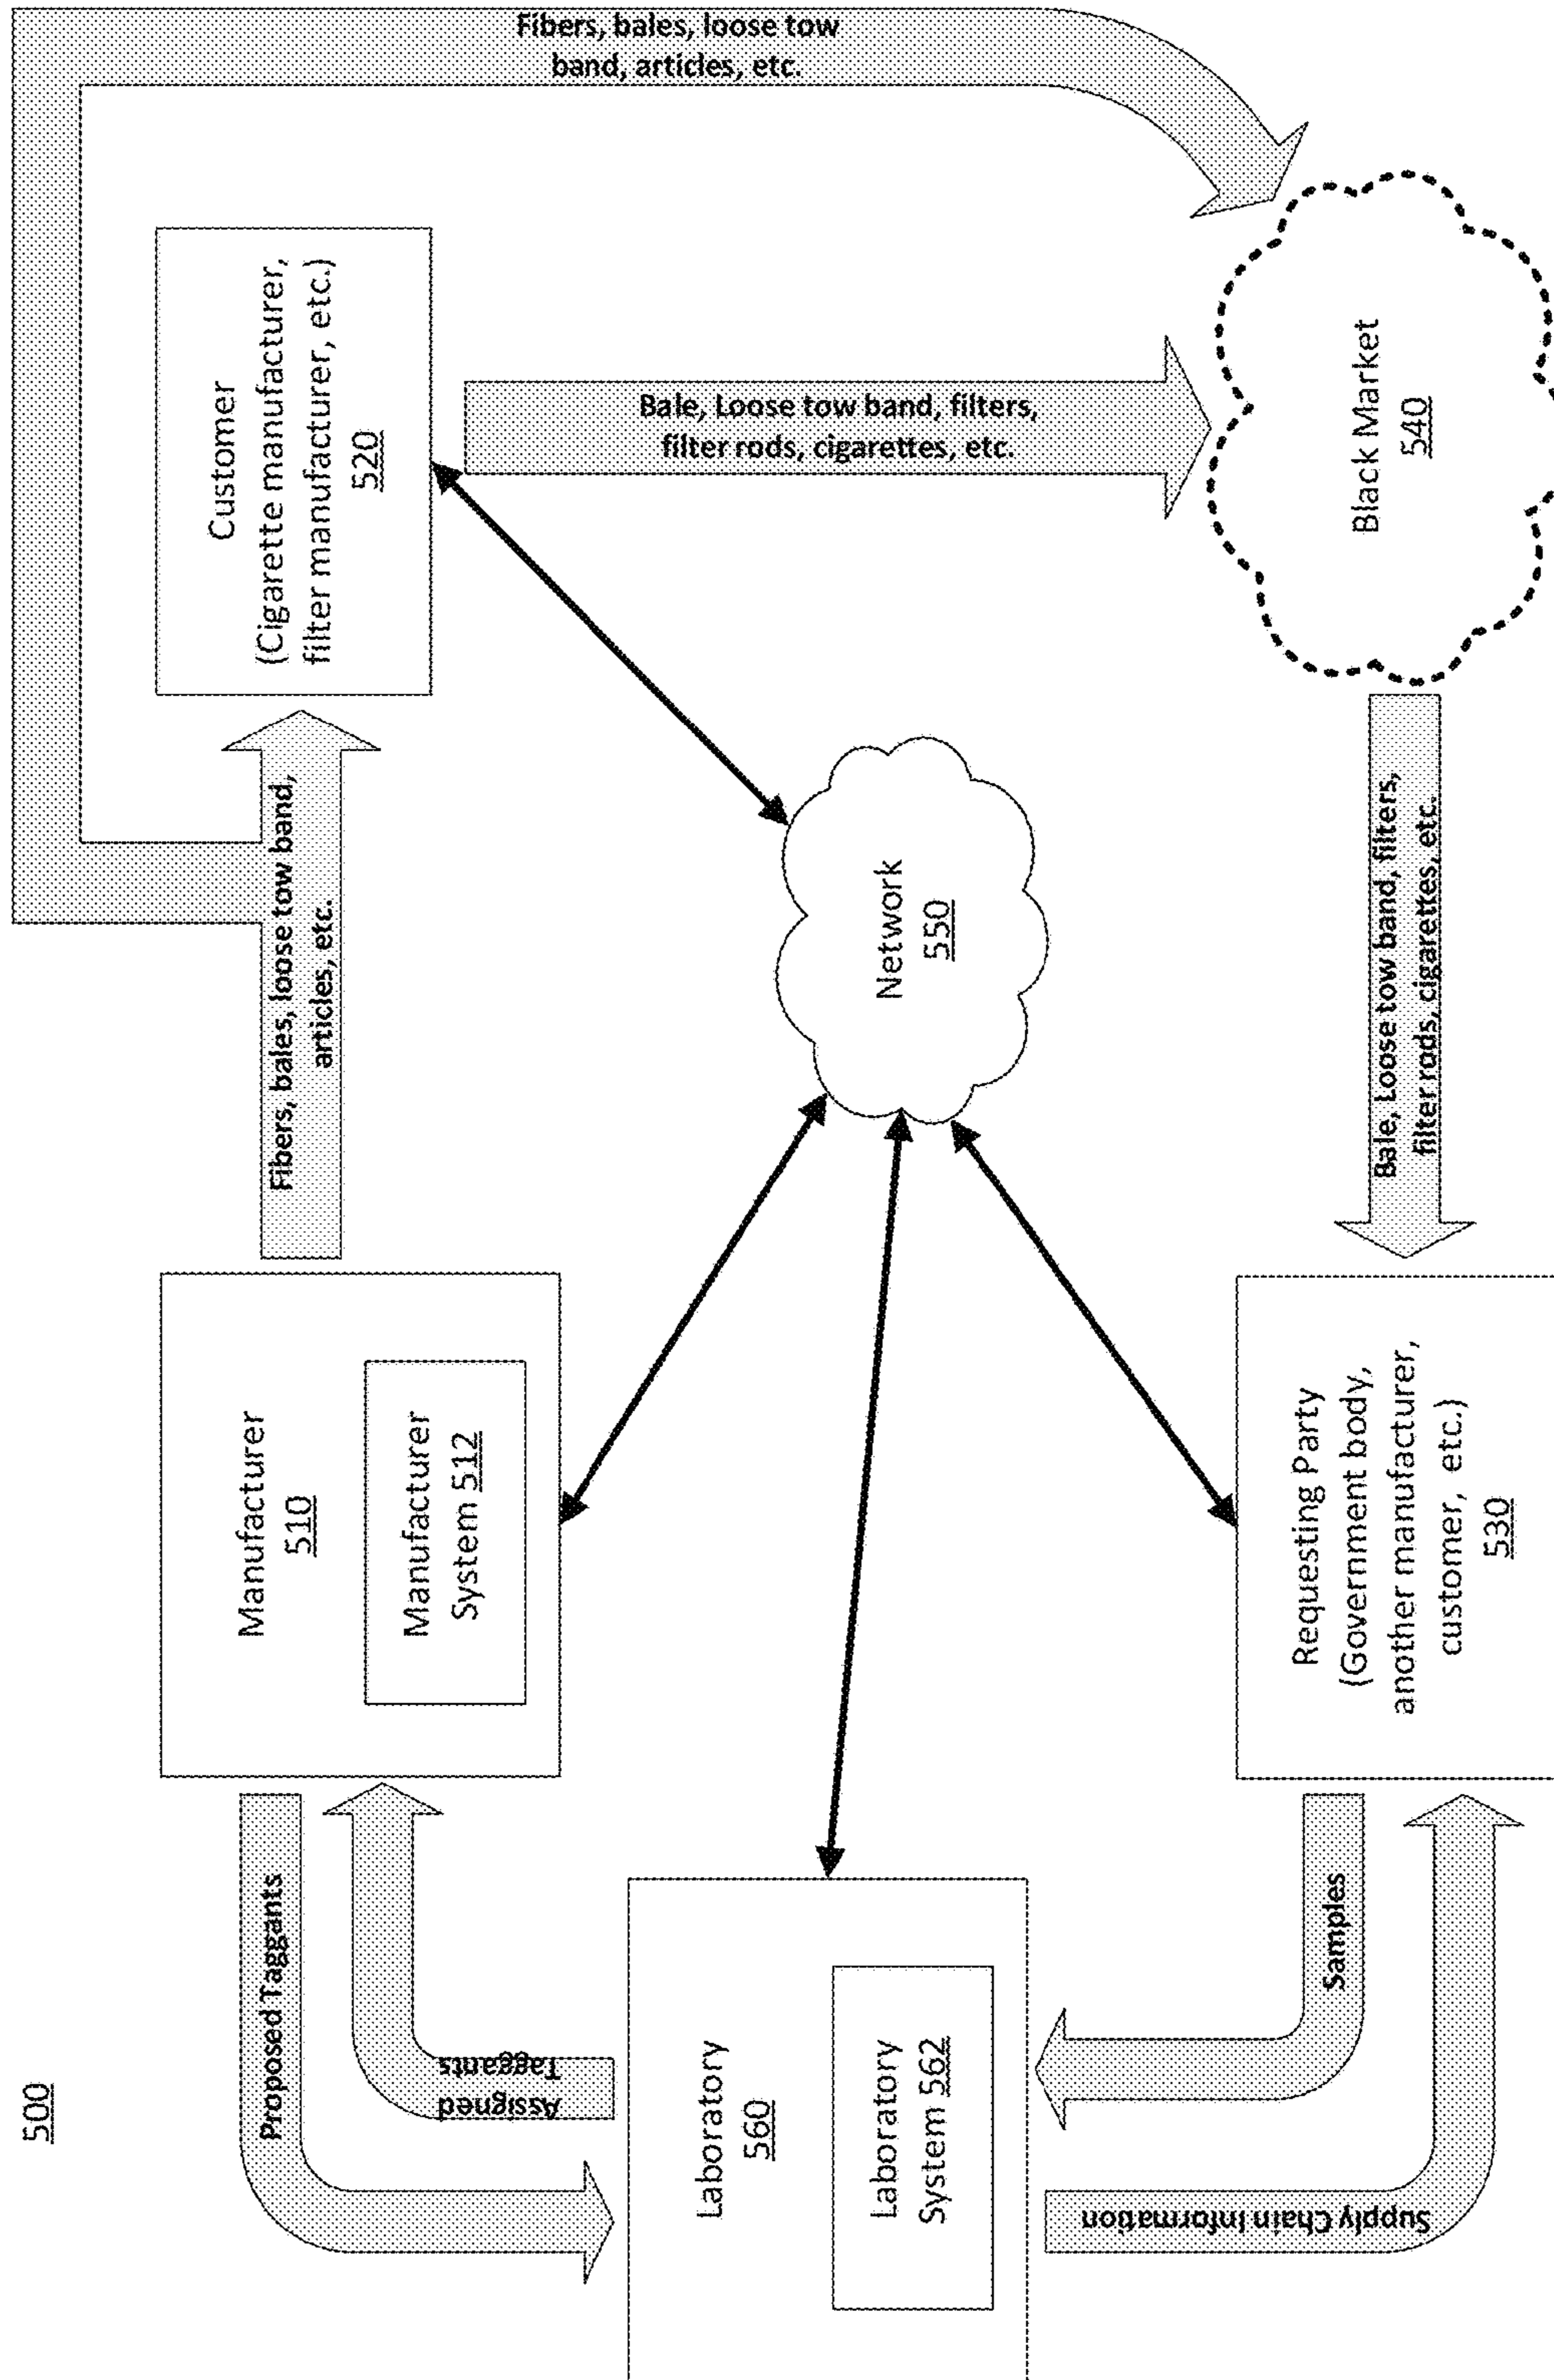 500
Proposed Taggants
Assigned
Taggants
Manufacturer
510
Manufacturer
System 512
Fibers, bales, loose tow band,
articles, etc.
Fibers, bales, loose tow
band, articles, etc.
Customer
(Cigarette manufacturer,
filter manufacturer, etc.)
520
Laboratory
560
Laboratory
System 562
Network
550
Bale, Loose tow band, filters,
filter rods, cigarettes, etc.
Supply Chain Information
Samples
Requesting Party
(Government body,
another manufacturer,
customer, etc.)
530
Bale, Loose tow band, filters,
filter rods, cigarettes, etc.
Black Market
540